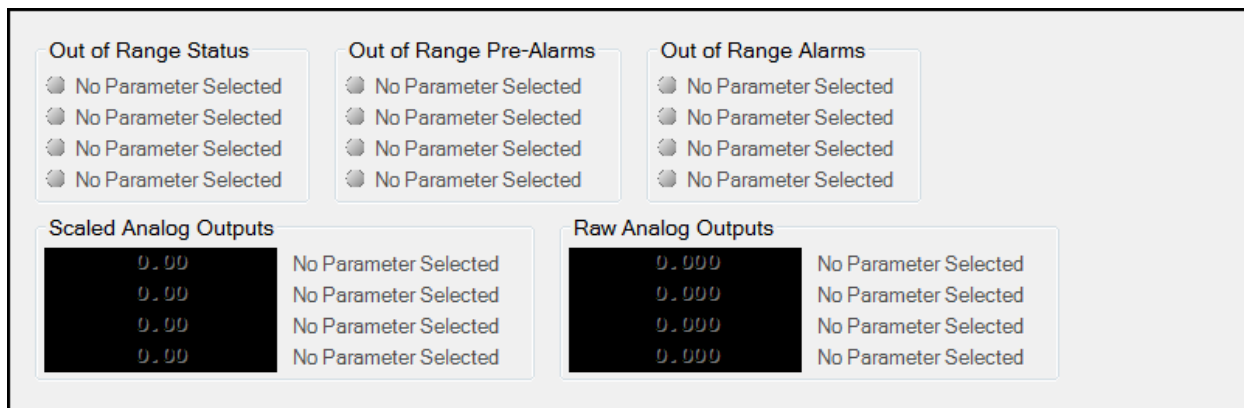 Out of Range Status
No Parameter Selected
No Parameter Selected
No Parameter Selected
No Parameter Selected
Out of Range Pre-Alarms
No Parameter Selected
No Parameter Selected
No Parameter Selected
No Parameter Selected
Out of Range Alarms
No Parameter Selected
No Parameter Selected
No Parameter Selected
No Parameter Selected
Scaled Analog Outputs
0.00 No Parameter Selected
0.00 No Parameter Selected
0.00 No Parameter Selected
0.00 No Parameter Selected
Raw Analog Outputs
0.000 No Parameter Selected
0.000 No Parameter Selected
0.000 No Parameter Selected
0.000 No Parameter Selected